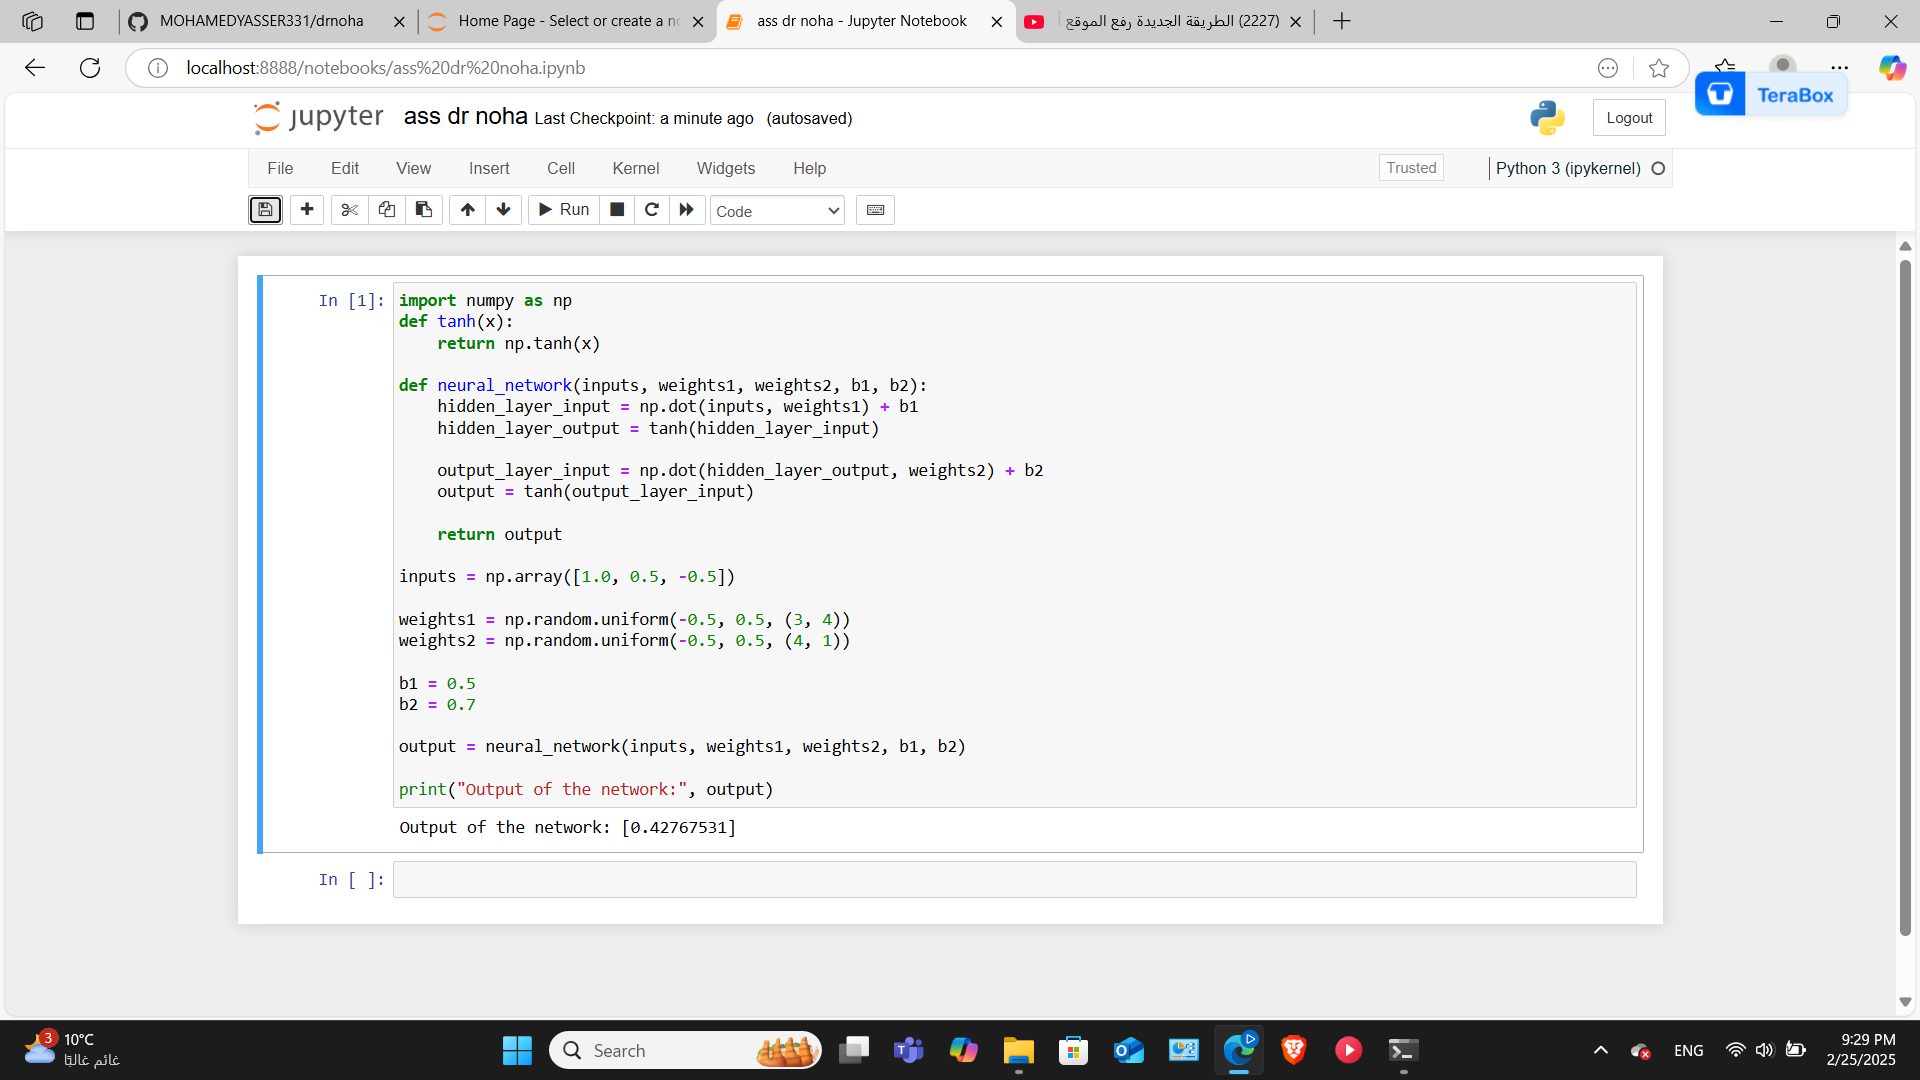 MOHAMEDYASSER331/drnoha
Home Page - Select or create a n
ass dr noha - Jupyter Notebook
(2227) الطريقة الجديدة رفع الموقع
localhost:8888/notebooks/ass%20dr%20noha.ipynb
TeraBox
jupyter ass dr noha Last Checkpoint: a minute ago (autosaved)
Logout
File Edit View Insert Cell Kernel Widgets Help
Trusted
Python 3 (ipykernel)
Run
Code
In [1]:
import numpy as np
def tanh(x):
    return np.tanh(x)
def neural_network(inputs, weights1, weights2, b1, b2):
    hidden_layer_input = np.dot(inputs, weights1) + b1
    hidden_layer_output = tanh(hidden_layer_input)
    output_layer_input = np.dot(hidden_layer_output, weights2) + b2
    output = tanh(output_layer_input)
    return output
inputs = np.array([1.0, 0.5, -0.5])
weights1 = np.random.uniform(-0.5, 0.5, (3, 4))
weights2 = np.random.uniform(-0.5, 0.5, (4, 1))
b1 = 0.5
b2 = 0.7
output = neural_network(inputs, weights1, weights2, b1, b2)
print("Output of the network:", output)
Output of the network: [0.42767531]
In [ ]:
3
10°C
غائم غالبًا
Search
ENG
9:29 PM
2/25/2025